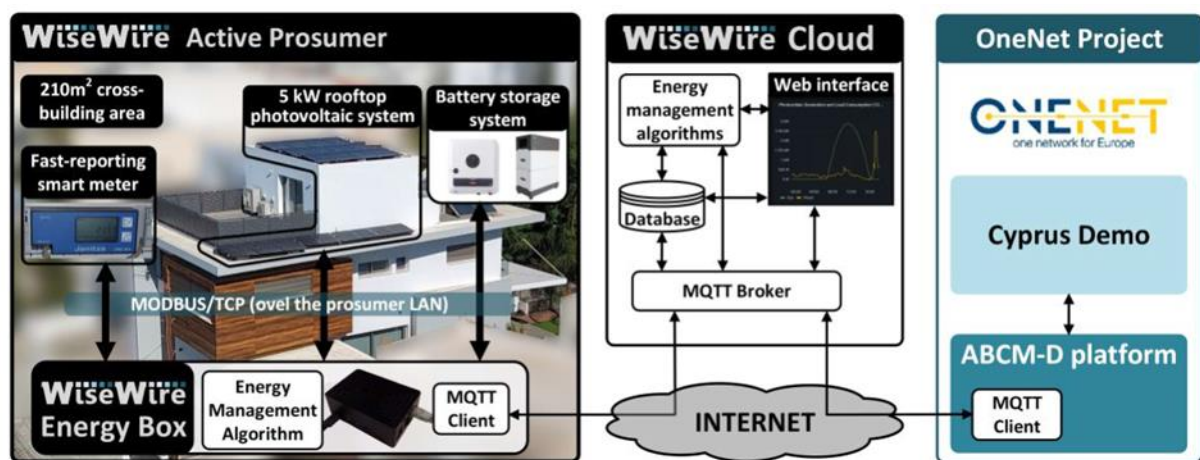 WiseWire Active Prosumer
210m² cross-
building area
5 kW rooftop
photovoltaic system
Battery storage
system
Fast-reporting
smart meter
MODBUS/TCP (ovel the prosumer LAN)
WiseWire
Energy Box
Energy
Management
Algorithm
MQTT
Client
WiseWire Cloud
Energy
management
algorithms
Web interface
Database
MQTT Broker
INTERNET
OneNet Project
ONENET
one network for Europe
Cyprus Demo
ABCM-D platform
MQTT
Client